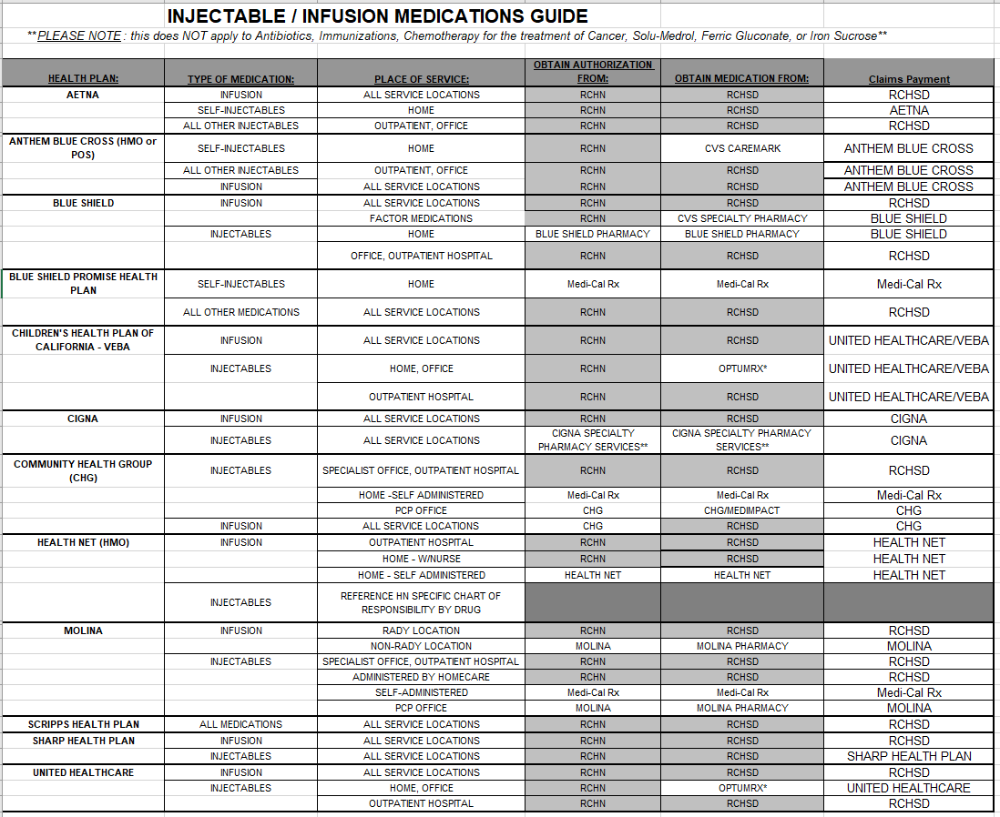 INJECTABLE / INFUSION MEDICATIONS GUIDE
**PLEASE NOTE: this does NOT apply to Antibiotics, Immunizations, Chemotherapy for the treatment of Cancer, Solu-Medrol, Ferric Gluconate, or Iron Sucrose**
HEALTH PLAN: TYPE OF MEDICATION: PLACE OF SERVICE: OBTAIN AUTHORIZATION FROM: OBTAIN MEDICATION FROM: Claims Payment
AETNA INFUSION ALL SERVICE LOCATIONS RCHN RCHSD RCHSD
SELF-INJECTABLES HOME RCHN RCHSD AETNA
ALL OTHER INJECTABLES OUTPATIENT, OFFICE RCHN RCHSD RCHSD
ANTHEM BLUE CROSS (HMO or POS) SELF-INJECTABLES HOME RCHN CVS CAREMARK ANTHEM BLUE CROSS
ALL OTHER INJECTABLES OUTPATIENT, OFFICE RCHN RCHSD ANTHEM BLUE CROSS
INFUSION ALL SERVICE LOCATIONS RCHN RCHSD ANTHEM BLUE CROSS
BLUE SHIELD INFUSION ALL SERVICE LOCATIONS RCHN RCHSD RCHSD
FACTOR MEDICATIONS RCHN CVS SPECIALTY PHARMACY BLUE SHIELD
INJECTABLES HOME BLUE SHIELD PHARMACY BLUE SHIELD PHARMACY BLUE SHIELD
OFFICE, OUTPATIENT HOSPITAL RCHN RCHSD RCHSD
BLUE SHIELD PROMISE HEALTH PLAN SELF-INJECTABLES HOME Medi-Cal Rx Medi-Cal Rx Medi-Cal Rx
ALL OTHER MEDICATIONS ALL SERVICE LOCATIONS RCHN RCHSD RCHSD
CHILDREN'S HEALTH PLAN OF CALIFORNIA - VEBA INFUSION ALL SERVICE LOCATIONS RCHN RCHSD UNITED HEALTHCARE/VEBA
INJECTABLES HOME, OFFICE RCHN OPTUMRX* UNITED HEALTHCARE/VEBA
OUTPATIENT HOSPITAL RCHN RCHSD UNITED HEALTHCARE/VEBA
CIGNA INFUSION ALL SERVICE LOCATIONS RCHN RCHSD CIGNA
INJECTABLES ALL SERVICE LOCATIONS CIGNA SPECIALTY PHARMACY SERVICES** CIGNA SPECIALTY PHARMACY SERVICES** CIGNA
COMMUNITY HEALTH GROUP (CHG) INJECTABLES SPECIALIST OFFICE, OUTPATIENT HOSPITAL RCHN RCHSD RCHSD
HOME -SELF ADMINISTERED Medi-Cal Rx Medi-Cal Rx Medi-Cal Rx
PCP OFFICE CHG CHG/MEDIMPACT CHG
INFUSION ALL SERVICE LOCATIONS CHG RCHSD CHG
HEALTH NET (HMO) INFUSION OUTPATIENT HOSPITAL RCHN RCHSD HEALTH NET
HOME - W/NURSE RCHN RCHSD HEALTH NET
HOME - SELF ADMINISTERED HEALTH NET HEALTH NET HEALTH NET
INJECTABLES REFERENCE HN SPECIFIC CHART OF RESPONSIBILITY BY DRUG
MOLINA INFUSION RADY LOCATION RCHN RCHSD RCHSD
NON-RADY LOCATION MOLINA MOLINA PHARMACY MOLINA
INJECTABLES SPECIALIST OFFICE, OUTPATIENT HOSPITAL RCHN RCHSD RCHSD
ADMINISTERED BY HOMECARE RCHN RCHSD RCHSD
SELF-ADMINISTERED Medi-Cal Rx Medi-Cal Rx Medi-Cal Rx
PCP OFFICE MOLINA MOLINA PHARMACY MOLINA
SCRIPPS HEALTH PLAN ALL MEDICATIONS ALL SERVICE LOCATIONS RCHN RCHSD RCHSD
SHARP HEALTH PLAN INFUSION ALL SERVICE LOCATIONS RCHN RCHSD RCHSD
INJECTABLES ALL SERVICE LOCATIONS RCHN RCHSD SHARP HEALTH PLAN
UNITED HEALTHCARE INFUSION ALL SERVICE LOCATIONS RCHN RCHSD RCHSD
INJECTABLES HOME, OFFICE RCHN OPTUMRX* UNITED HEALTHCARE
OUTPATIENT HOSPITAL RCHN RCHSD RCHSD